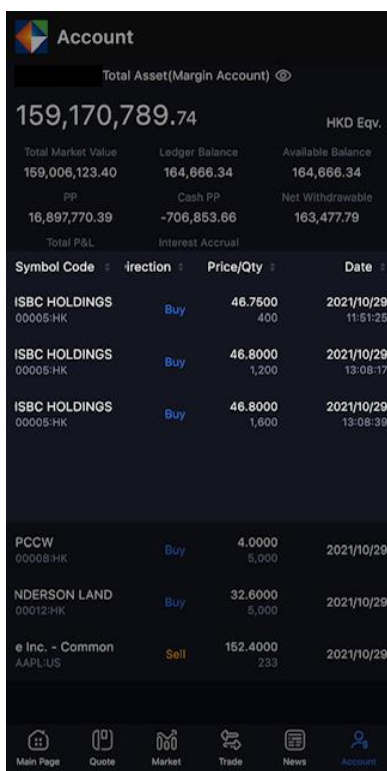 Account
Total Asset(Margin Account)
159,170,789.74 HKD Eqv.
Total Market Value Ledger Balance Available Balance
159,006,123.40 164,666.34 164,666.34
PP Cash PP Net Withdrawable
16,897,770.39 -706,853.66 163,477.79
Total P&L Interest Accrual
Symbol Code irection Price/Qty Date
ISBC HOLDINGS Buy 46.7500 2021/10/29
00005:HK 400 11:51:25
ISBC HOLDINGS Buy 46.8000 2021/10/29
00005:HK 1,200 13:08:17
ISBC HOLDINGS Buy 46.8000 2021/10/29
00005:HK 1,600 13:08:39
PCCW Buy 4.0000 2021/10/29
00008:HK 5,000
NDERSON LAND Buy 32.6000 2021/10/29
00012:HK 5,000
e Inc. - Common Sell 152.4000 2021/10/29
AAPL:US 233
Main Page Quote Market Trade News Account